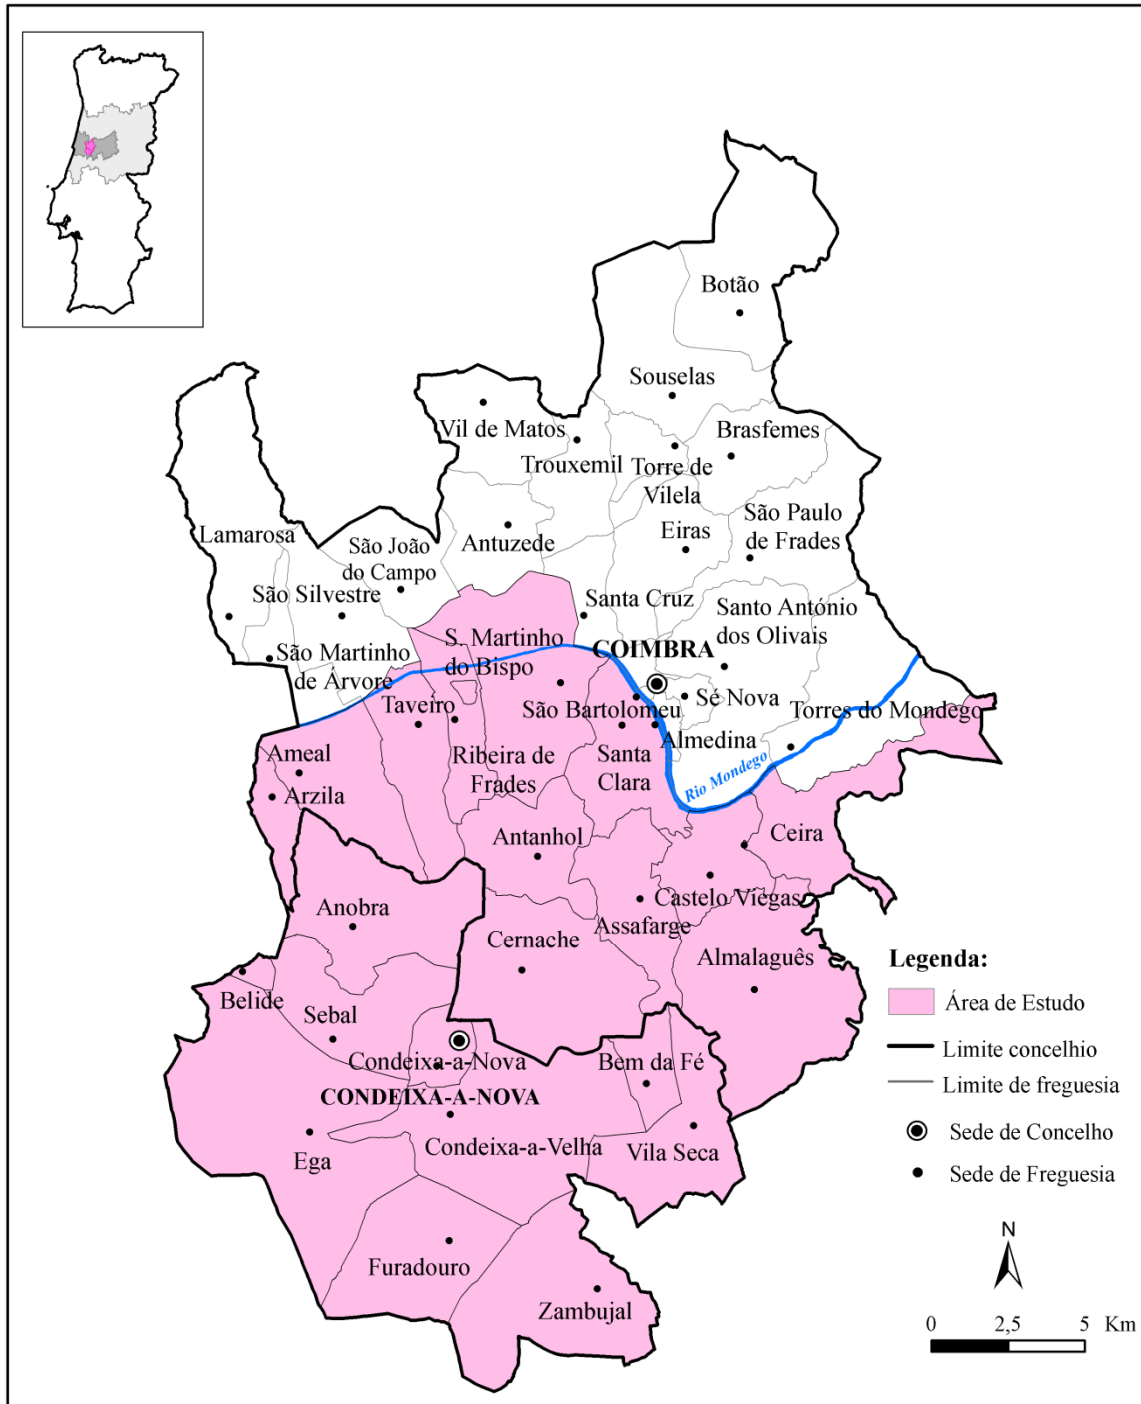 Botão
Souselas
Vil de Matos
Brasfemes
Trouxemil
Torre de
Vilela
São Paulo
de Frades
Eiras
Lamarosa
São João
do Campo
Antuzede
São Silvestre
Santa Cruz
Santo António
dos Olivais
S. Martinho
do Bispo
COIMBRA
São Martinho
de Árvore
Sé Nova
Taveiro
São Bartolomeu
Torres do Mondego
Almedina
Ameal
Ribeira de
Frades
Santa
Clara
Rio Mondego
Arzila
Antanhol
Ceira
Castelo Viegas
Anobra
Assafarge
Cernache
Almalaguês
Belide
Sebal
Condeixa-a-Nova
Bem da Fé
CONDEIXA-A-NOVA
Condeixa-a-Velha
Vila Seca
Ega
Furadouro
Zambujal
Legenda:
Área de Estudo
Limite concelhio
Limite de freguesia
Sede de Concelho
Sede de Freguesia
N
0 2,5 5 Km